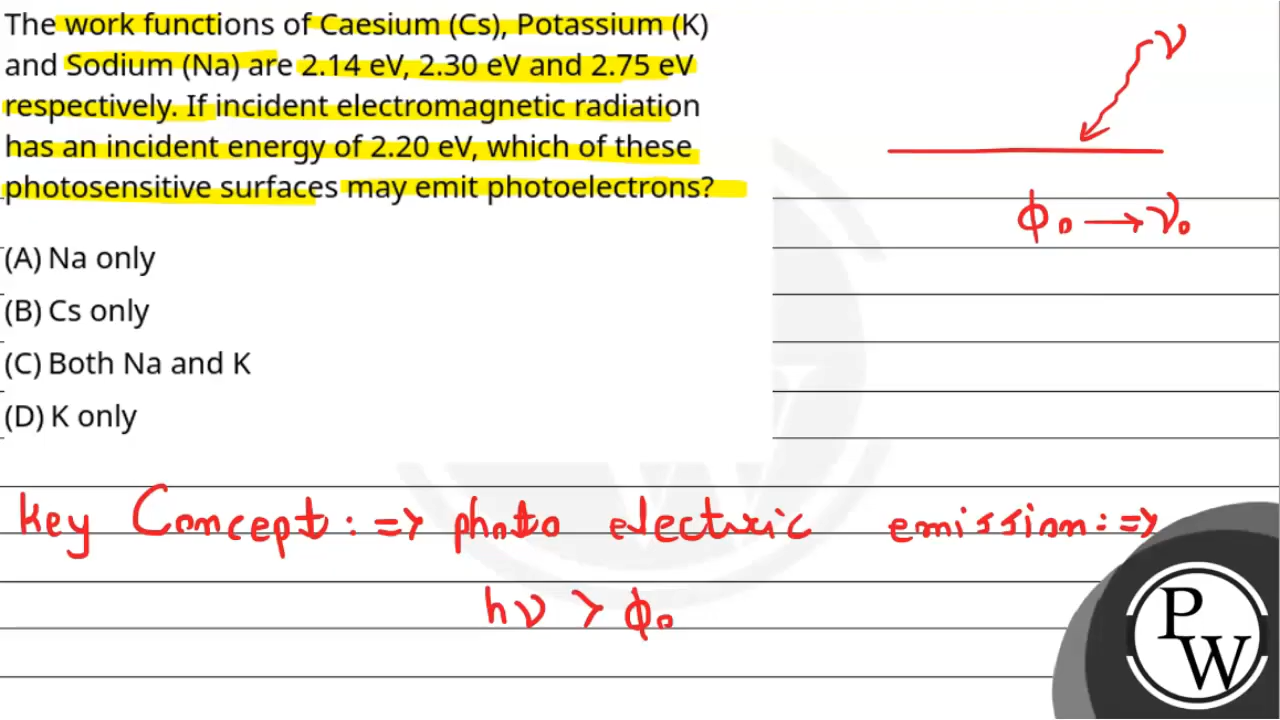 The work functions of Caesium (Cs), Potassium (K)
and Sodium (Na) are 2.14 eV, 2.30 eV and 2.75 eV
respectively. If incident electromagnetic radiation
has an incident energy of 2.20 eV, which of these
photosensitive surfaces may emit photoelectrons?
(A) Na only
(B) Cs only
(C) Both Na and K
(D) K only
ν
ϕ₀ → ν₀
Key Concept : ⇒ photo electric emission : ⇒
hν > ϕ₀
P
W